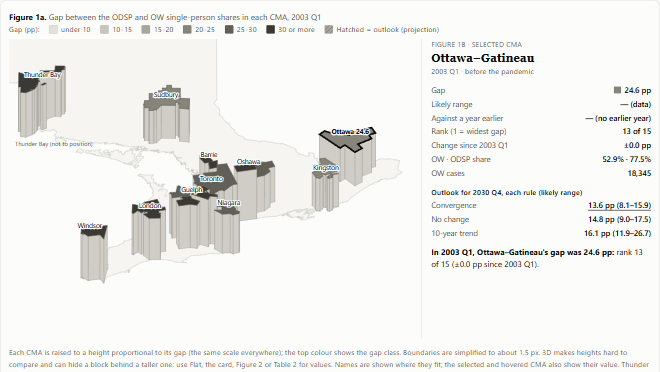 Figure 1a. Gap between the ODSP and OW single-person shares in each CMA, 2003 Q1
Gap (pp): under 10 10–15 15–20 20–25 25–30 30 or more Hatched = outlook (projection)
Thunder Bay
Sudbury
Thunder Bay (not to position)
Ottawa 24.6
Barrie
Oshawa
Kingston
Toronto
Guelph
London
Niagara
Windsor
FIGURE 1B · SELECTED CMA
Ottawa–Gatineau
2003 Q1 · before the pandemic
Gap 24.6 pp
Likely range — (data)
Against a year earlier — (no earlier year)
Rank (1 = widest gap) 13 of 15
Change since 2003 Q1 ±0.0 pp
OW · ODSP share 52.9% · 77.5%
OW cases 18,345
Outlook for 2030 Q4, each rule (likely range)
Convergence 13.6 pp (8.1–15.9)
No change 14.8 pp (9.0–17.5)
10-year trend 16.1 pp (11.9–26.7)
In 2003 Q1, Ottawa–Gatineau's gap was 24.6 pp: rank 13
of 15 (±0.0 pp since 2003 Q1).
Each CMA is raised to a height proportional to its gap (the same scale everywhere); the top colour shows the gap class. Boundaries are simplified to about 1.5 px. 3D makes heights hard to
compare and can hide a block behind a taller one: use Flat, the card, Figure 2 or Table 2 for values. Names are shown where they fit; the selected and hovered CMA also show their value. Thunder